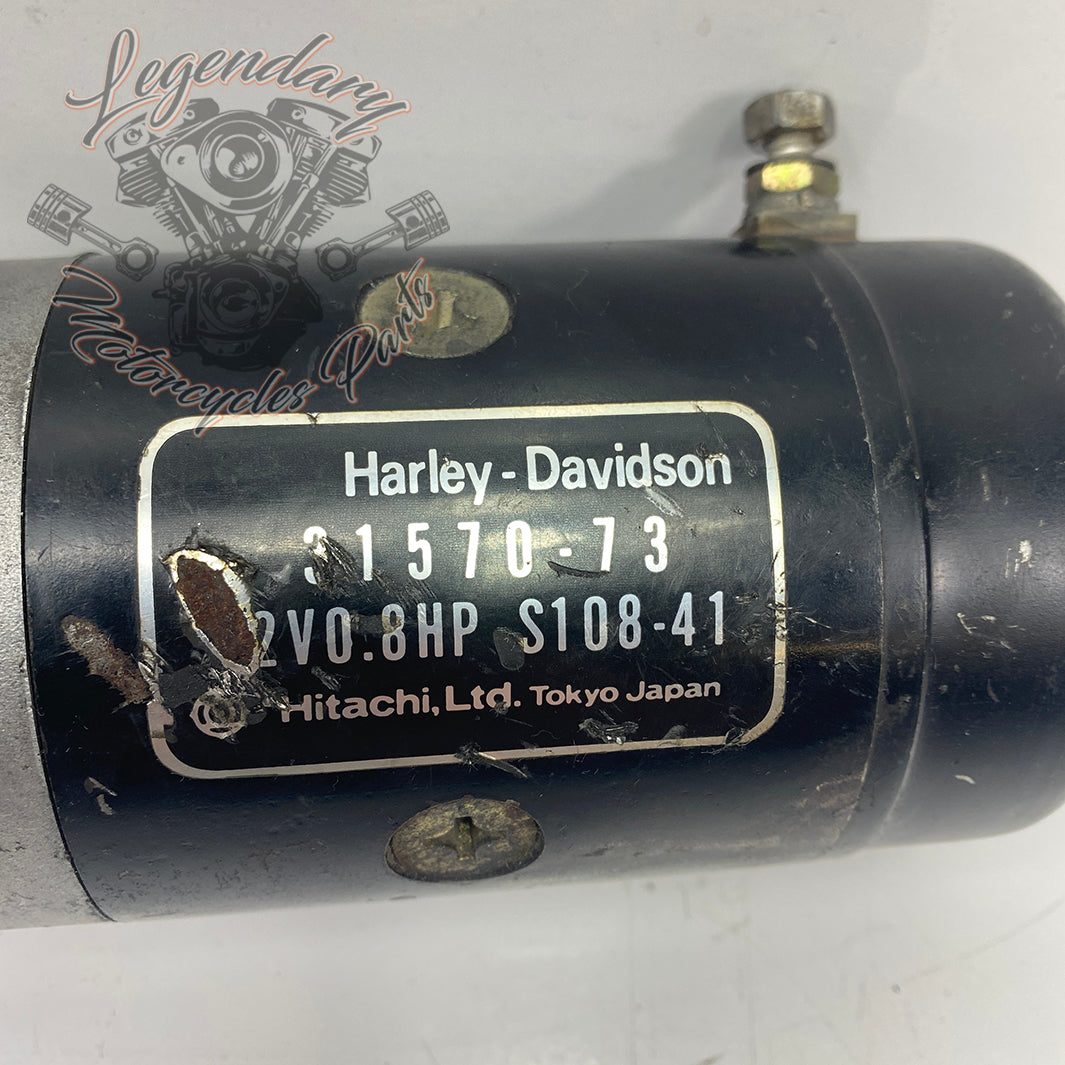 Legendary
Motorcycles Parts
Harley-Davidson
31570-73
2V0.8HP S108-41
Hitachi, Ltd. Tokyo Japan